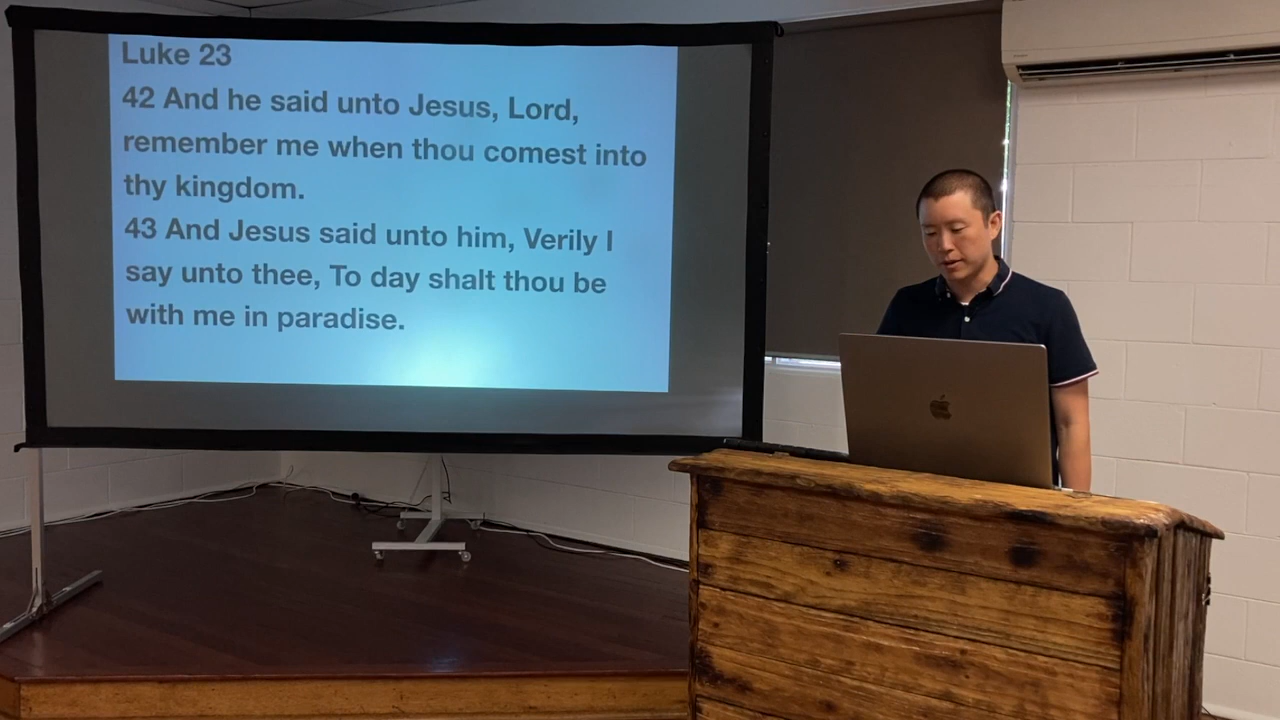 Luke 23
42 And he said unto Jesus, Lord,
remember me when thou comest into
thy kingdom.
43 And Jesus said unto him, Verily I
say unto thee, To day shalt thou be
with me in paradise.